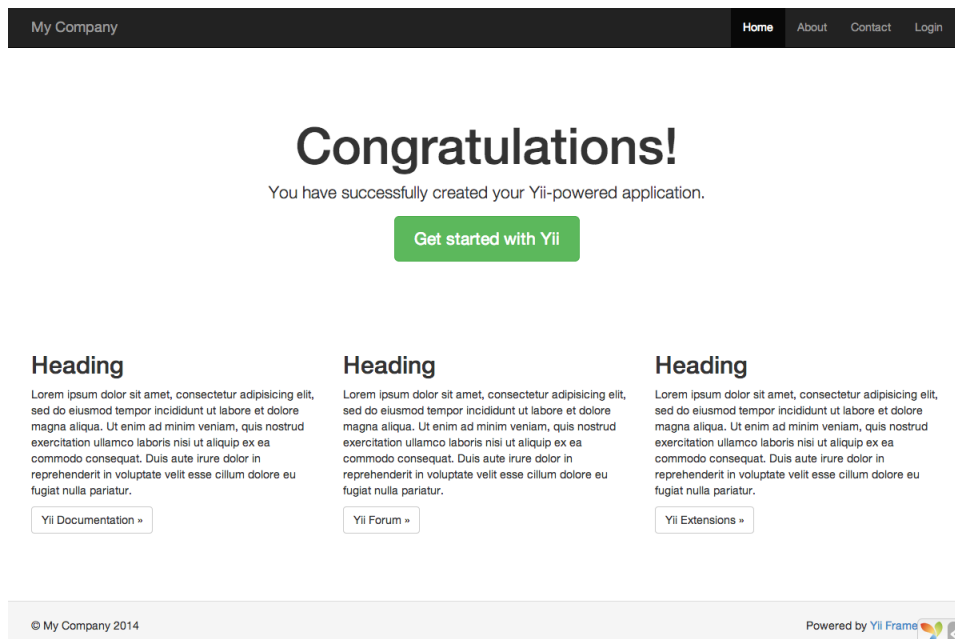 My Company
Home About Contact Login
Congratulations!
You have successfully created your Yii-powered application.
Get started with Yii
Heading
Lorem ipsum dolor sit amet, consectetur adipisicing elit,
sed do eiusmod tempor incididunt ut labore et dolore
magna aliqua. Ut enim ad minim veniam, quis nostrud
exercitation ullamco laboris nisi ut aliquip ex ea
commodo consequat. Duis aute irure dolor in
reprehenderit in voluptate velit esse cillum dolore eu
fugiat nulla pariatur.
Yii Documentation »
Heading
Lorem ipsum dolor sit amet, consectetur adipisicing elit,
sed do eiusmod tempor incididunt ut labore et dolore
magna aliqua. Ut enim ad minim veniam, quis nostrud
exercitation ullamco laboris nisi ut aliquip ex ea
commodo consequat. Duis aute irure dolor in
reprehenderit in voluptate velit esse cillum dolore eu
fugiat nulla pariatur.
Yii Forum »
Heading
Lorem ipsum dolor sit amet, consectetur adipisicing elit,
sed do eiusmod tempor incididunt ut labore et dolore
magna aliqua. Ut enim ad minim veniam, quis nostrud
exercitation ullamco laboris nisi ut aliquip ex ea
commodo consequat. Duis aute irure dolor in
reprehenderit in voluptate velit esse cillum dolore eu
fugiat nulla pariatur.
Yii Extensions »
© My Company 2014
Powered by Yii Frame